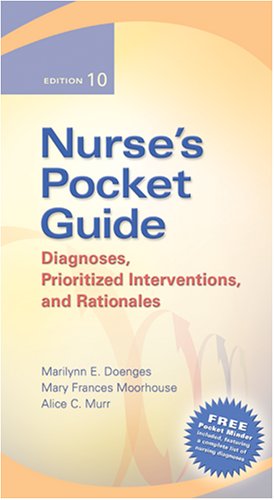 EDITION 10
Nurse's
Pocket
Guide
Diagnoses,
Prioritized Interventions,
and Rationales
Marilynn E. Doenges
Mary Frances Moorhouse
Alice C. Murr
FREE
Pocket Minder
included, featuring
a complete list of
nursing diagnoses